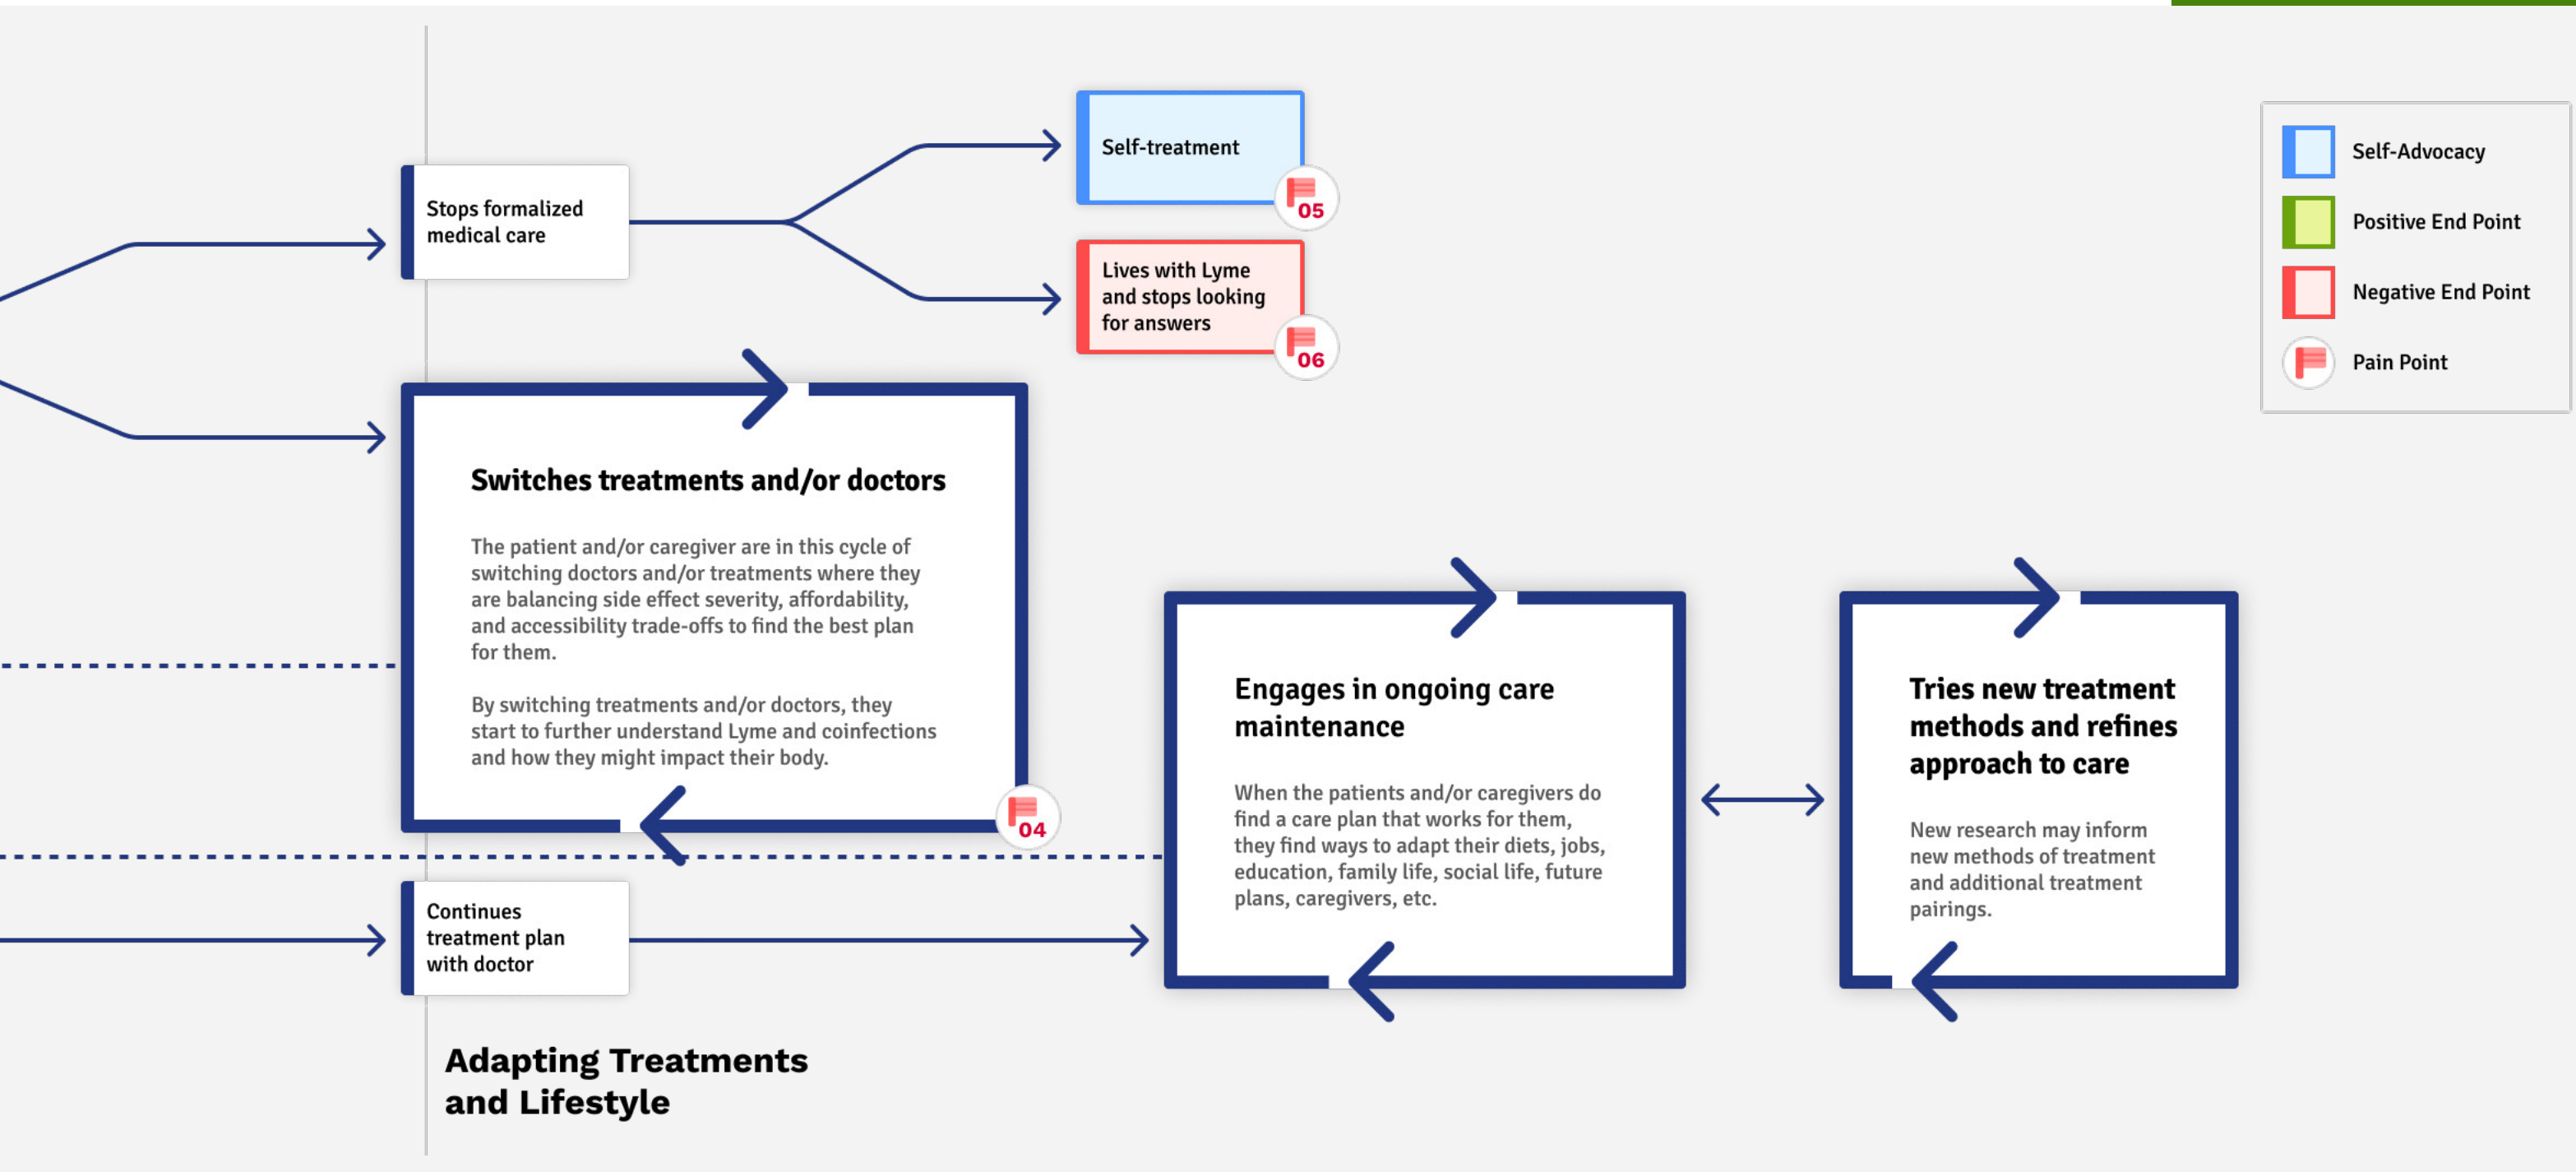 Self-treatment
05
Stops formalized
medical care
Lives with Lyme
and stops looking
for answers
06
Self-Advocacy
Positive End Point
Negative End Point
Pain Point
Switches treatments and/or doctors
The patient and/or caregiver are in this cycle of
switching doctors and/or treatments where they
are balancing side effect severity, affordability,
and accessibility trade-offs to find the best plan
for them.
By switching treatments and/or doctors, they
start to further understand Lyme and coinfections
and how they might impact their body.
04
Engages in ongoing care
maintenance
When the patients and/or caregivers do
find a care plan that works for them,
they find ways to adapt their diets, jobs,
education, family life, social life, future
plans, caregivers, etc.
Tries new treatment
methods and refines
approach to care
New research may inform
new methods of treatment
and additional treatment
pairings.
Continues
treatment plan
with doctor
Adapting Treatments
and Lifestyle